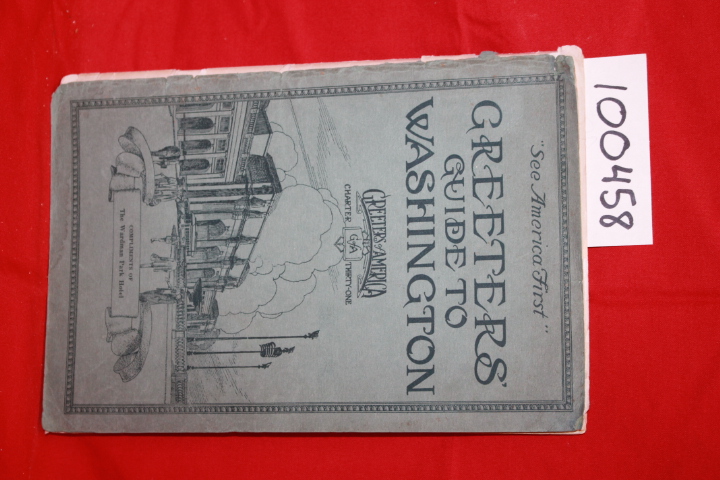 "See America First"
GREETERS'
GUIDE TO
WASHINGTON
GREETERS OF AMERICA
GofA
CHARTER THIRTY-ONE
COMPLIMENTS OF
The Wardman Park Hotel
100458